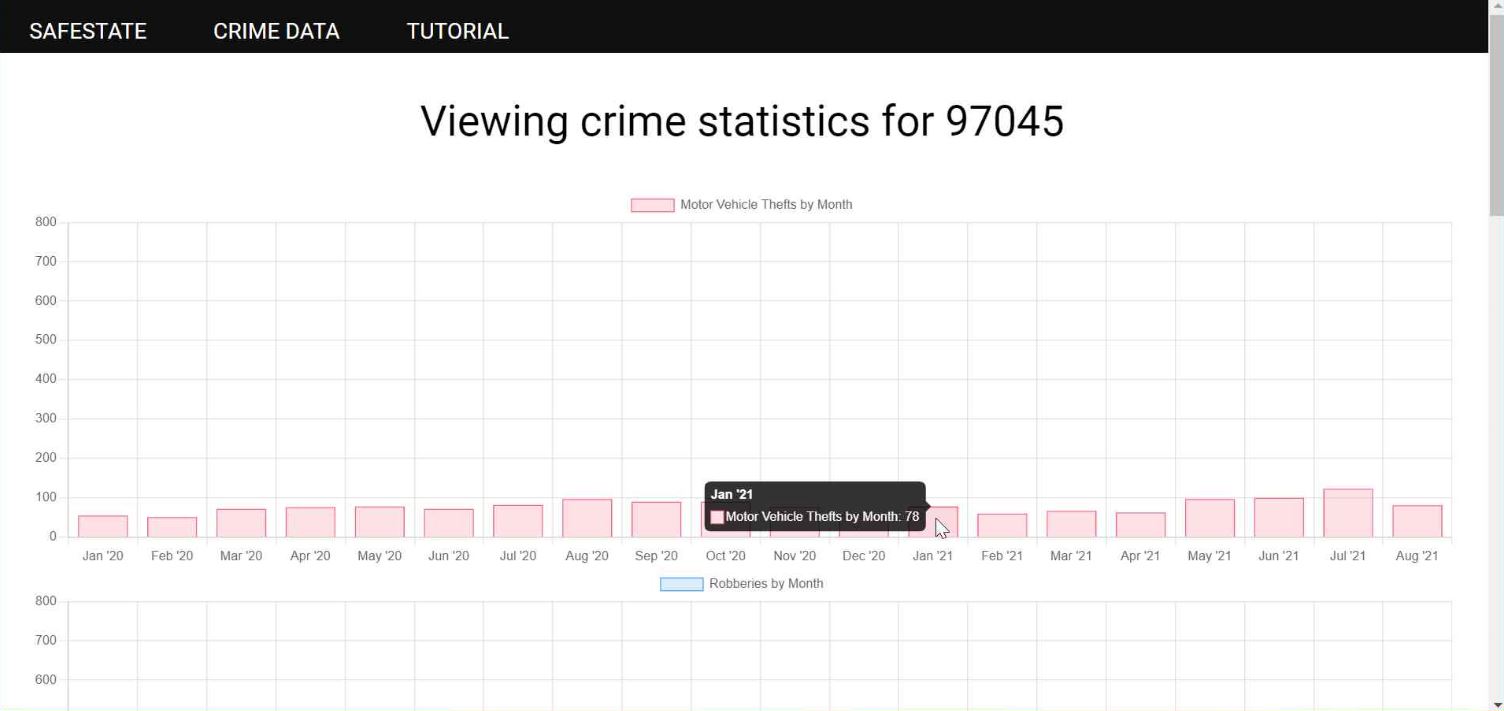 SAFESTATE CRIME DATA TUTORIAL
Viewing crime statistics for 97045
Motor Vehicle Thefts by Month
800
700
600
500
400
300
200
100
0
Jan '21
Motor Vehicle Thefts by Month: 78
Jan '20 Feb '20 Mar '20 Apr '20 May '20 Jun '20 Jul '20 Aug '20 Sep '20 Oct '20 Nov '20 Dec '20 Jan '21 Feb '21 Mar '21 Apr '21 May '21 Jun '21 Jul '21 Aug '21
Robberies by Month
800
700
600